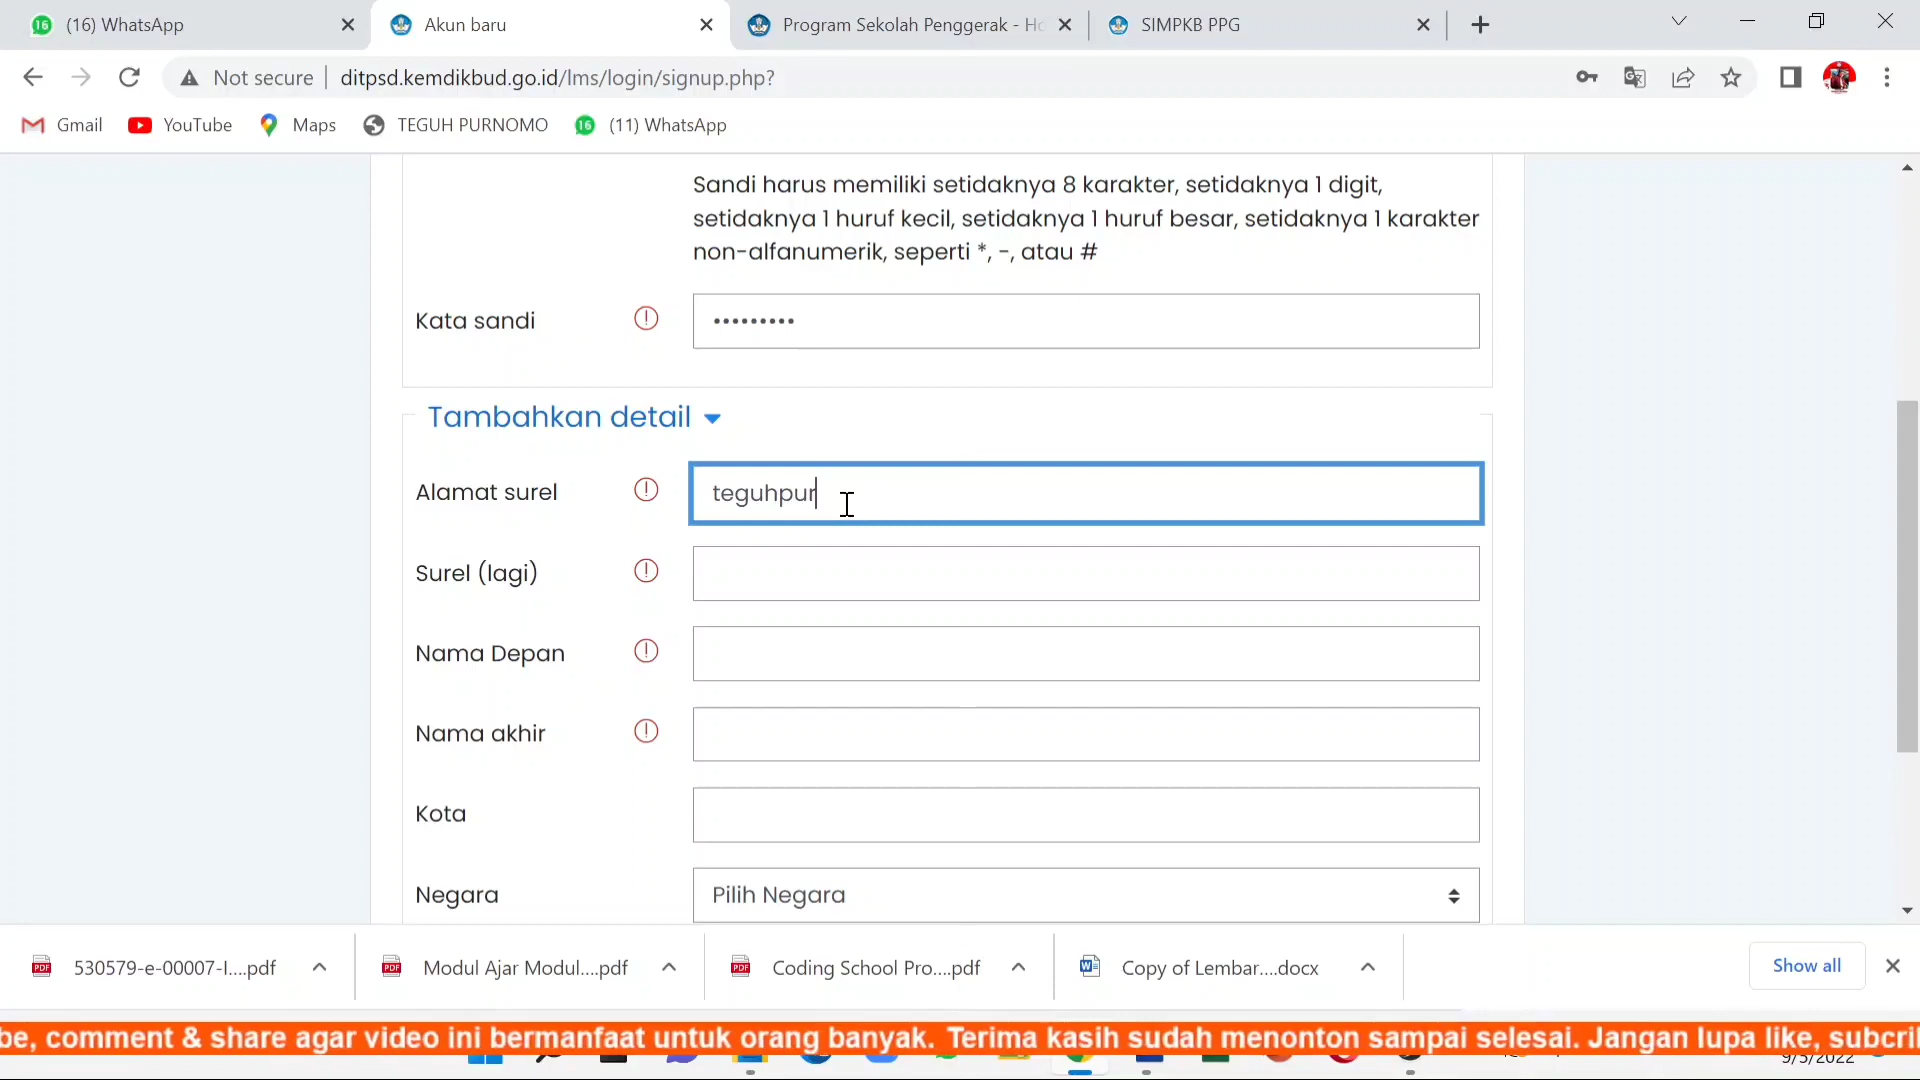 (16) WhatsApp
Akun baru
Program Sekolah Penggerak - Ho
SIMPKB PPG
Not secure
ditpsd.kemdikbud.go.id/lms/login/signup.php?
Gmail
YouTube
Maps
TEGUH PURNOMO
(11) WhatsApp
Sandi harus memiliki setidaknya 8 karakter, setidaknya 1 digit,
setidaknya 1 huruf kecil, setidaknya 1 huruf besar, setidaknya 1 karakter
non-alfanumerik, seperti *, -, atau #
Kata sandi
•••••••••
Tambahkan detail
Alamat surel
teguhpur
Surel (lagi)
Nama Depan
Nama akhir
Kota
Negara
Pilih Negara
530579-e-00007-I....pdf
Modul Ajar Modul....pdf
Coding School Pro....pdf
Copy of Lembar....docx
Show all
be, comment & share agar video ini bermanfaat untuk orang banyak. Terima kasih sudah menonton sampai selesai. Jangan lupa like, subcri
9/5/2022